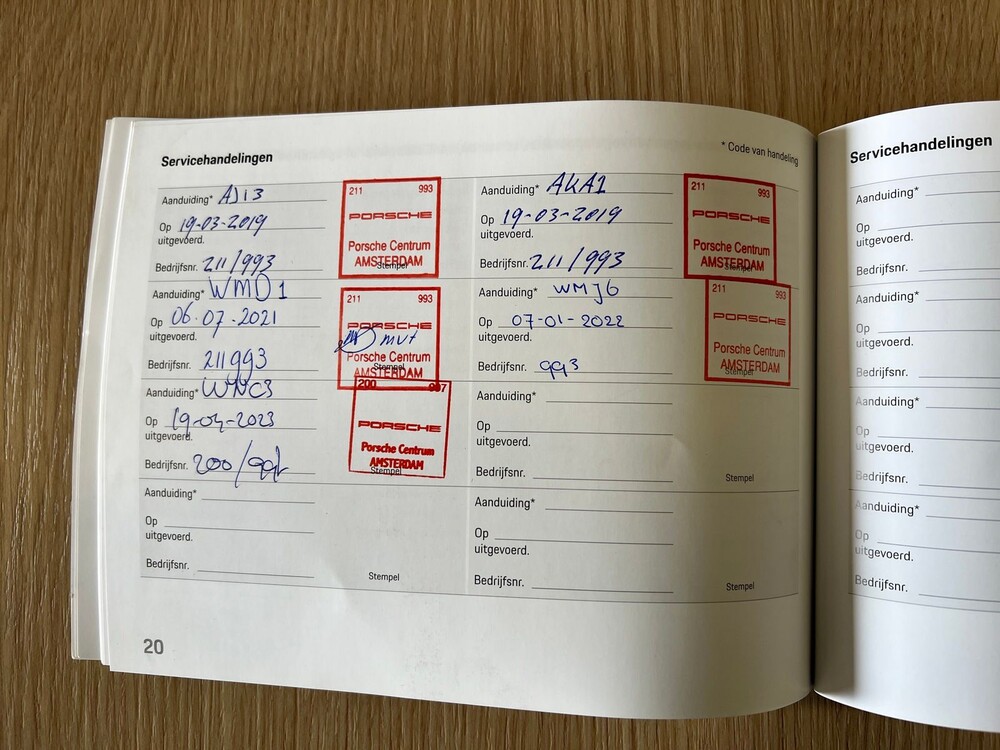 Servicehandelingen
* Code van handeling
Aanduiding* AJ13
Op 19-03-2019
uitgevoerd.
Bedrijfsnr. 211/993
211 993
PORSCHE
Porsche Centrum
AMSTERDAM
Stempel
Aanduiding* AKA1
Op 19-03-2019
uitgevoerd.
Bedrijfsnr. 211/993
211 993
PORSCHE
Porsche Centrum
AMSTERDAM
Stempel
Aanduiding* WMD1
Op 06-07-2021
uitgevoerd.
Bedrijfsnr. 211993
211 993
PORSCHE
Porsche Centrum
AMSTERDAM
Stempel
Aanduiding* WMJ6
Op 07-01-2022
uitgevoerd.
Bedrijfsnr. 993
211 993
PORSCHE
Porsche Centrum
AMSTERDAM
Stempel
Aanduiding* WNC3
Op 19-04-2023
uitgevoerd.
Bedrijfsnr. 200/
200 997
PORSCHE
Porsche Centrum
AMSTERDAM
Stempel
Aanduiding*
Op
uitgevoerd.
Bedrijfsnr.
Stempel
Aanduiding*
Op
uitgevoerd.
Bedrijfsnr.
Stempel
Aanduiding*
Op
uitgevoerd.
Bedrijfsnr.
Stempel
20
Servicehandelingen
Aanduiding*
Op
uitgevoerd.
Bedrijfsnr.
Aanduiding*
Op
uitgevoerd.
Bedrijfsnr.
Aanduiding*
Op
uitgevoerd.
Bedrijfsnr.
Aanduiding*
Op
uitgevoerd.
Bedrijfsnr.